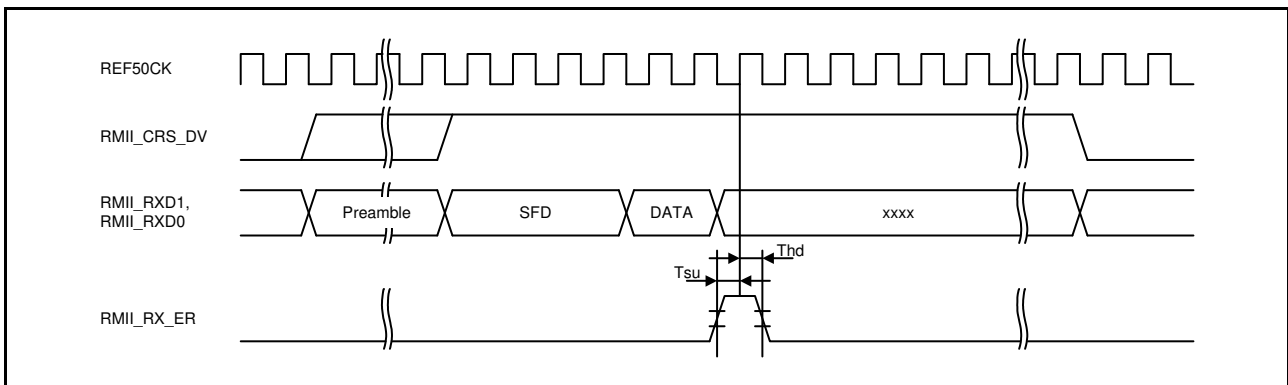 REF50CK
RMII_CRS_DV
RMII_RXD1,
RMII_RXD0
Preamble
SFD
DATA
xxxx
Thd
Tsu
RMII_RX_ER